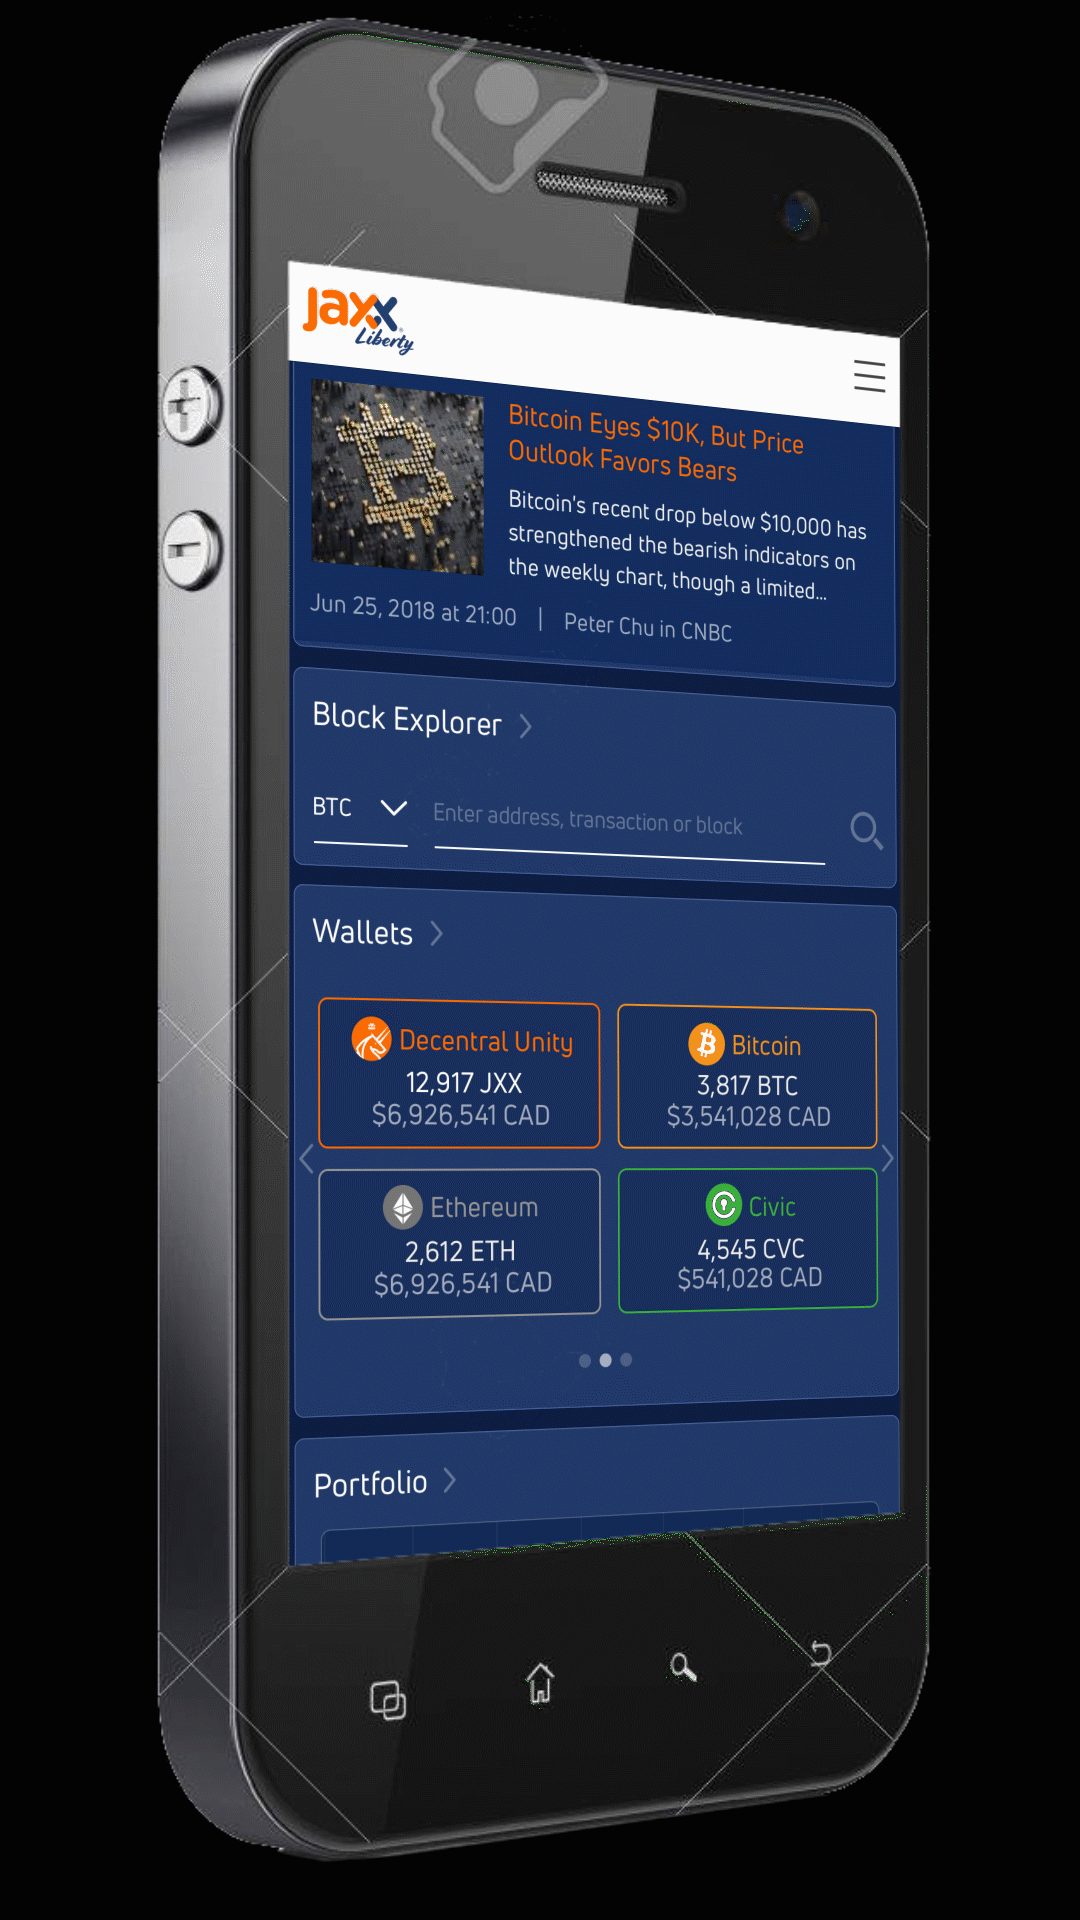 Jaxx
Liberty
Bitcoin Eyes $10K, But Price
Outlook Favors Bears
Bitcoin's recent drop below $10,000 has
strengthened the bearish indicators on
the weekly chart, though a limited...
Jun 25, 2018 at 21:00 | Peter Chu in CNBC
Block Explorer
BTC Enter address, transaction or block
Wallets
Decentral Unity
12,917 JXX
$6,926,541 CAD
Bitcoin
3,817 BTC
$3,541,028 CAD
Ethereum
2,612 ETH
$6,926,541 CAD
Civic
4,545 CVC
$541,028 CAD
Portfolio